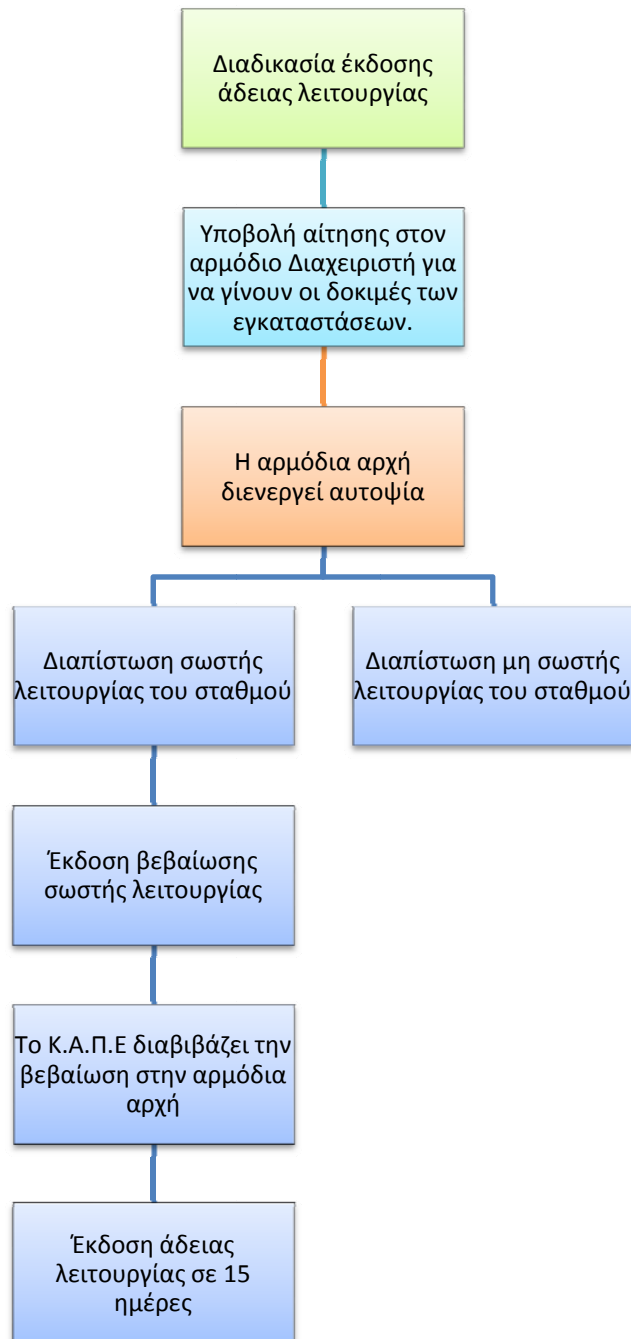 Διαδικασία έκδοσης
άδειας λειτουργίας
Υποβολή αίτησης στον
αρμόδιο Διαχειριστή για
να γίνουν οι δοκιμές των
εγκαταστάσεων.
Η αρμόδια αρχή
διενεργεί αυτοψία
Διαπίστωση σωστής
λειτουργίας του σταθμού
Διαπίστωση μη σωστής
λειτουργίας του σταθμού
Έκδοση βεβαίωσης
σωστής λειτουργίας
Το Κ.Α.Π.Ε διαβιβάζει την
βεβαίωση στην αρμόδια
αρχή
Έκδοση άδειας
λειτουργίας σε 15
ημέρες